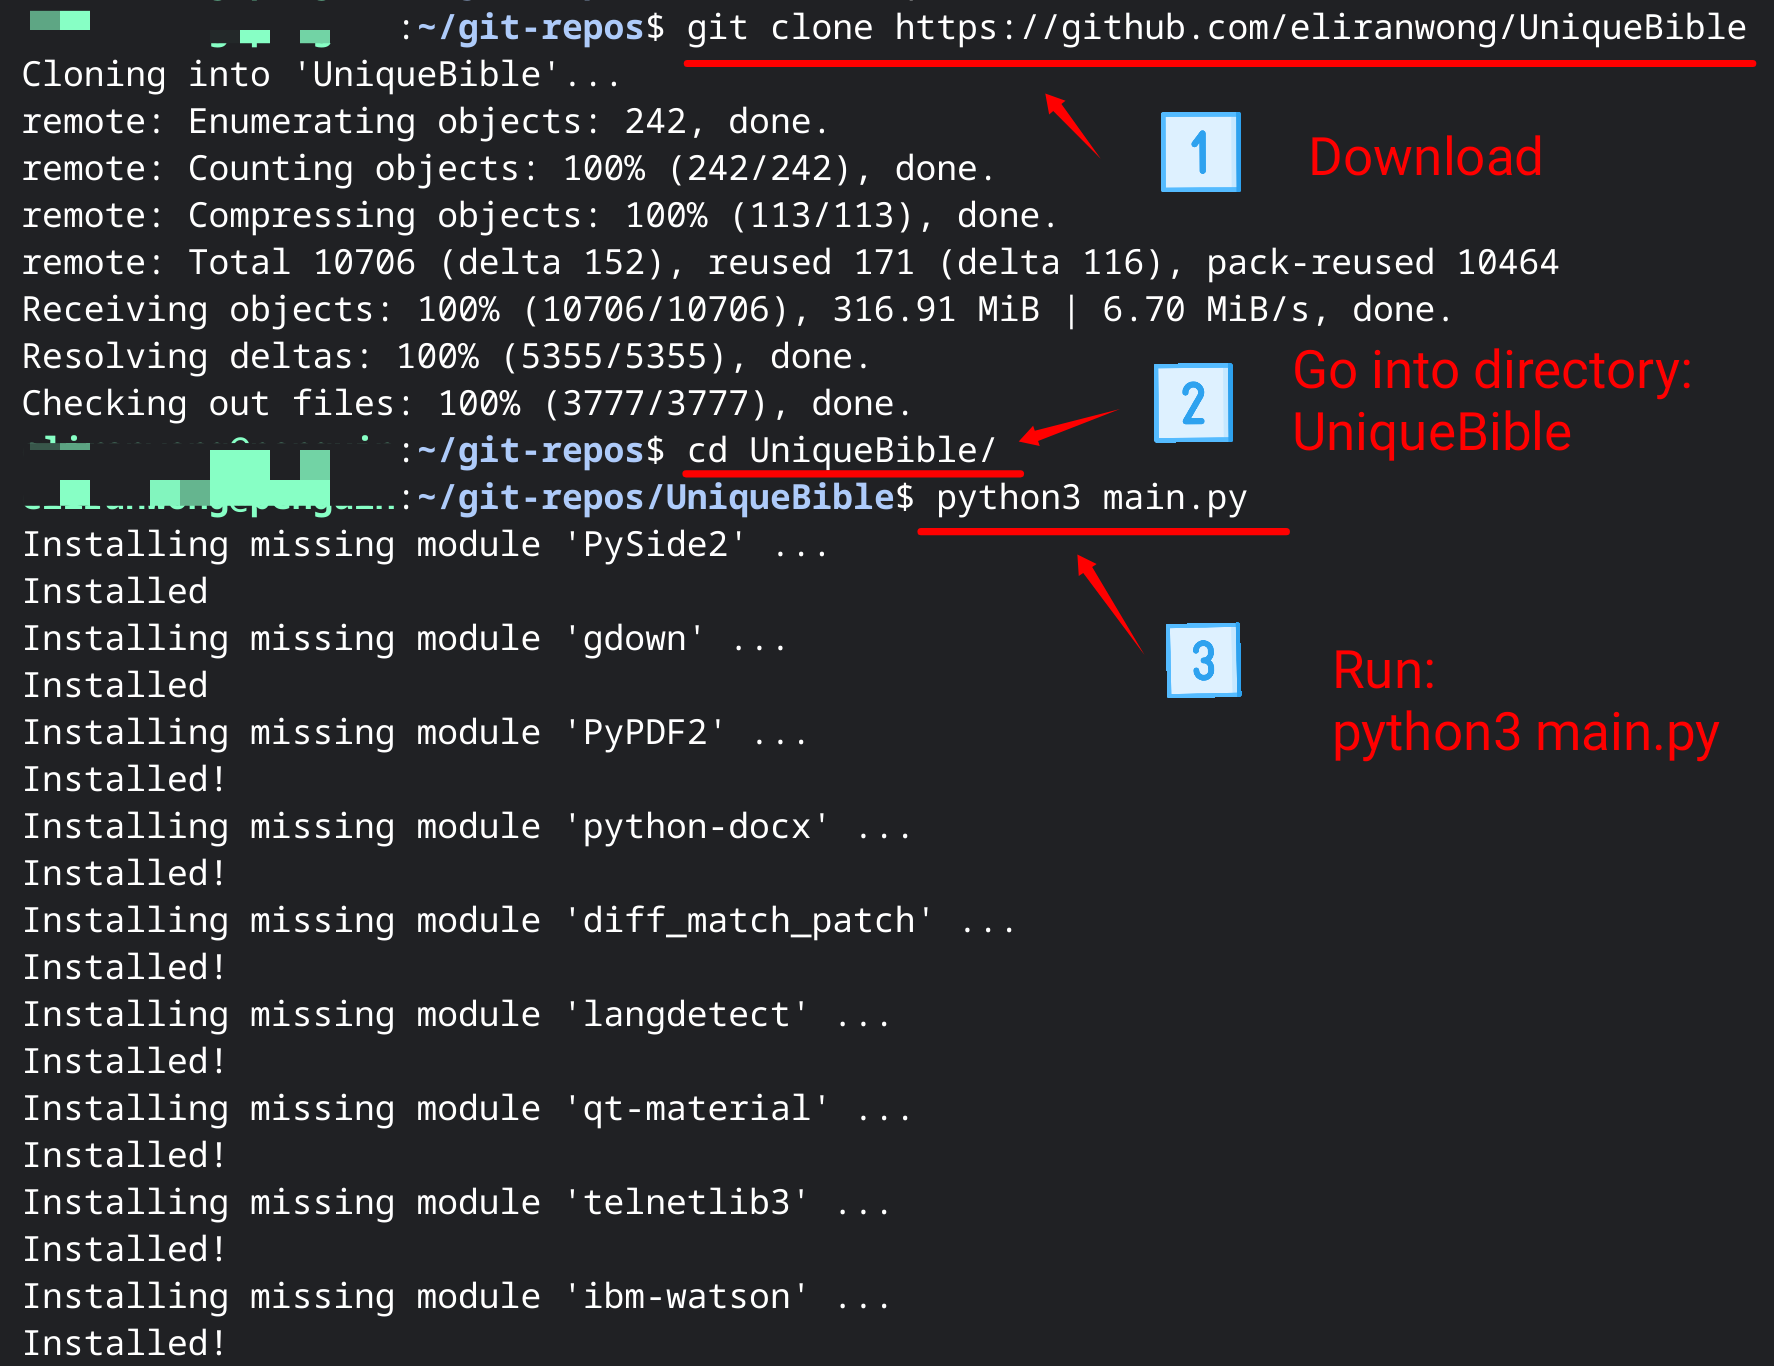 :~/git-repos$ git clone https://github.com/eliranwong/UniqueBible
Cloning into 'UniqueBible'...
remote: Enumerating objects: 242, done.
remote: Counting objects: 100% (242/242), done.
1 Download
remote: Compressing objects: 100% (113/113), done.
remote: Total 10706 (delta 152), reused 171 (delta 116), pack-reused 10464
Receiving objects: 100% (10706/10706), 316.91 MiB | 6.70 MiB/s, done.
Resolving deltas: 100% (5355/5355), done.
Checking out files: 100% (3777/3777), done.
2 Go into directory:
UniqueBible
:~/git-repos$ cd UniqueBible/
:~/git-repos/UniqueBible$ python3 main.py
Installing missing module 'PySide2' ...
Installed
Installing missing module 'gdown' ...
Installed
3 Run:
python3 main.py
Installing missing module 'PyPDF2' ...
Installed!
Installing missing module 'python-docx' ...
Installed!
Installing missing module 'diff_match_patch' ...
Installed!
Installing missing module 'langdetect' ...
Installed!
Installing missing module 'qt-material' ...
Installed!
Installing missing module 'telnetlib3' ...
Installed!
Installing missing module 'ibm-watson' ...
Installed!